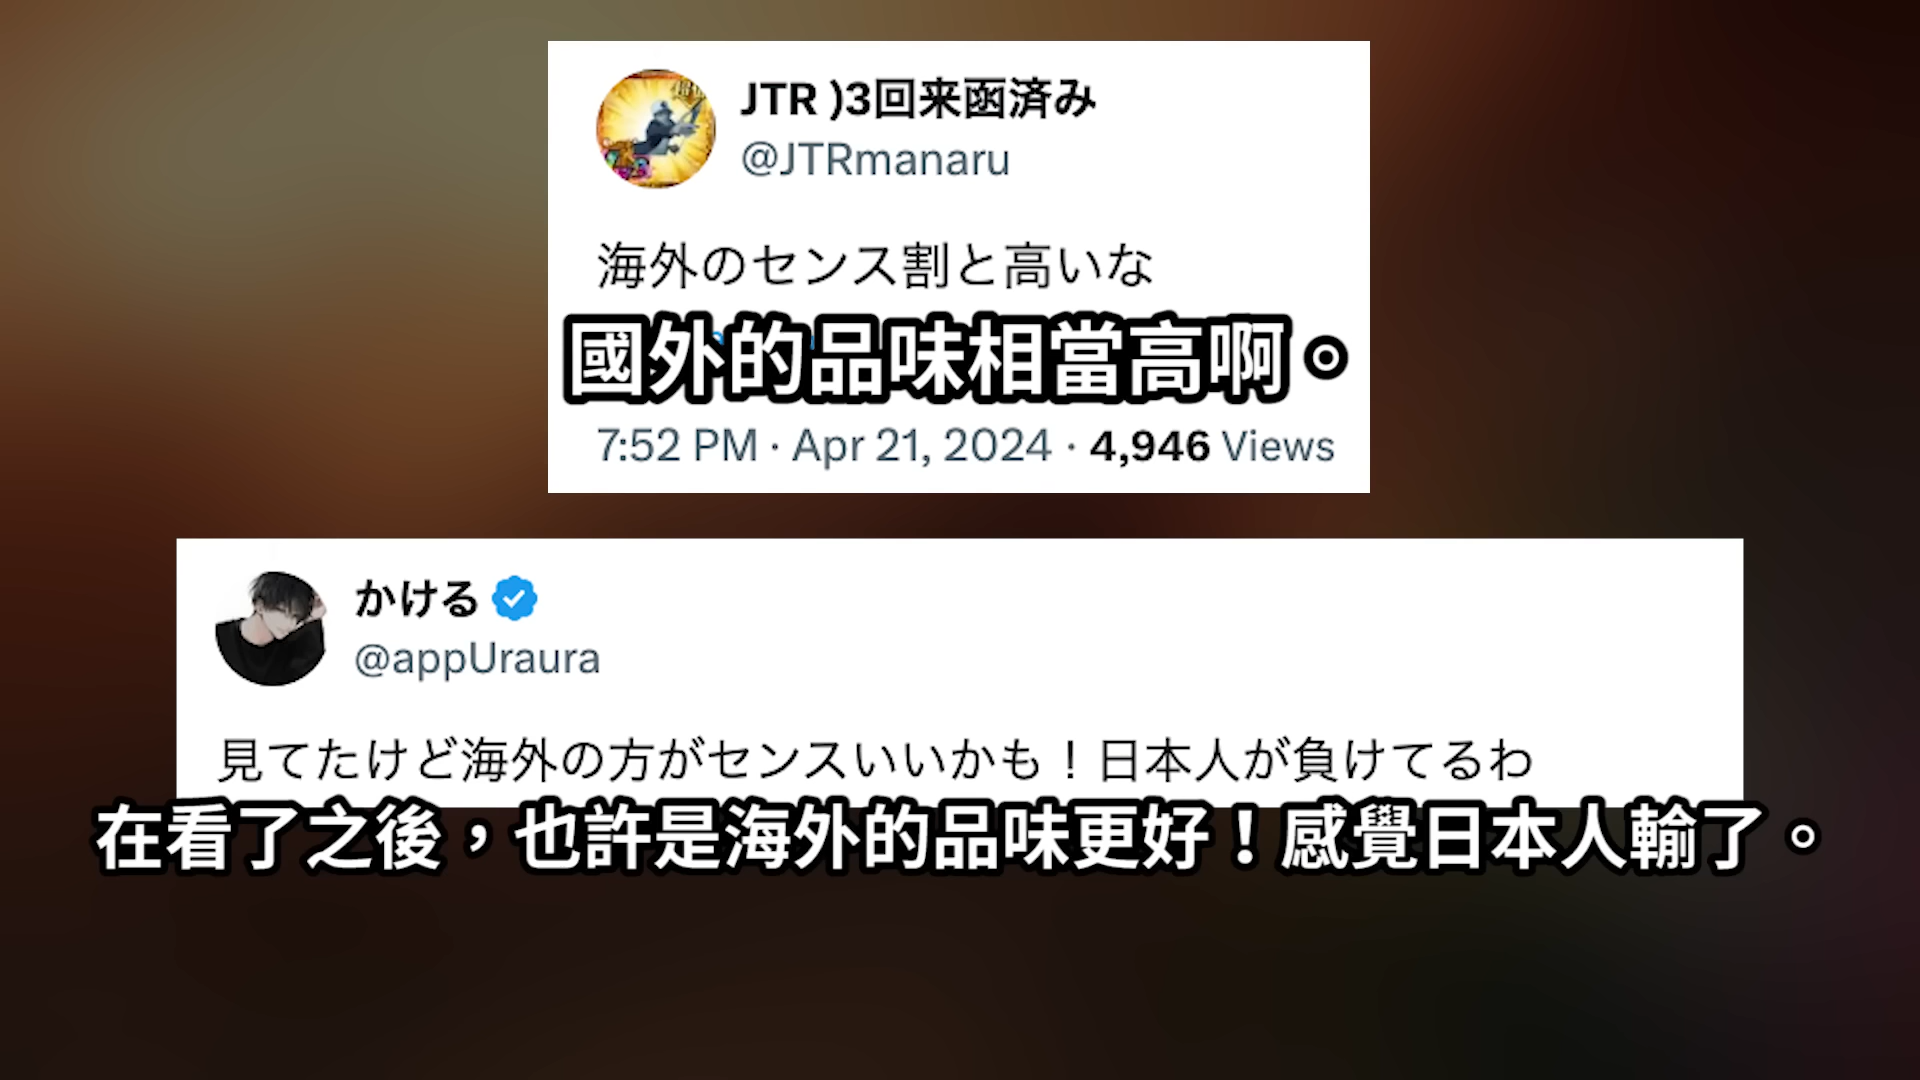 JTR )3回来函済み
@JTRmanaru
海外のセンス割と高いな
國外的品味相當高啊。
7:52 PM · Apr 21, 2024 · 4,946 Views
かける
@appUraura
見てたけど海外の方がセンスいいかも！日本人が負けてるわ
在看了之後，也許是海外的品味更好！感覺日本人輸了。